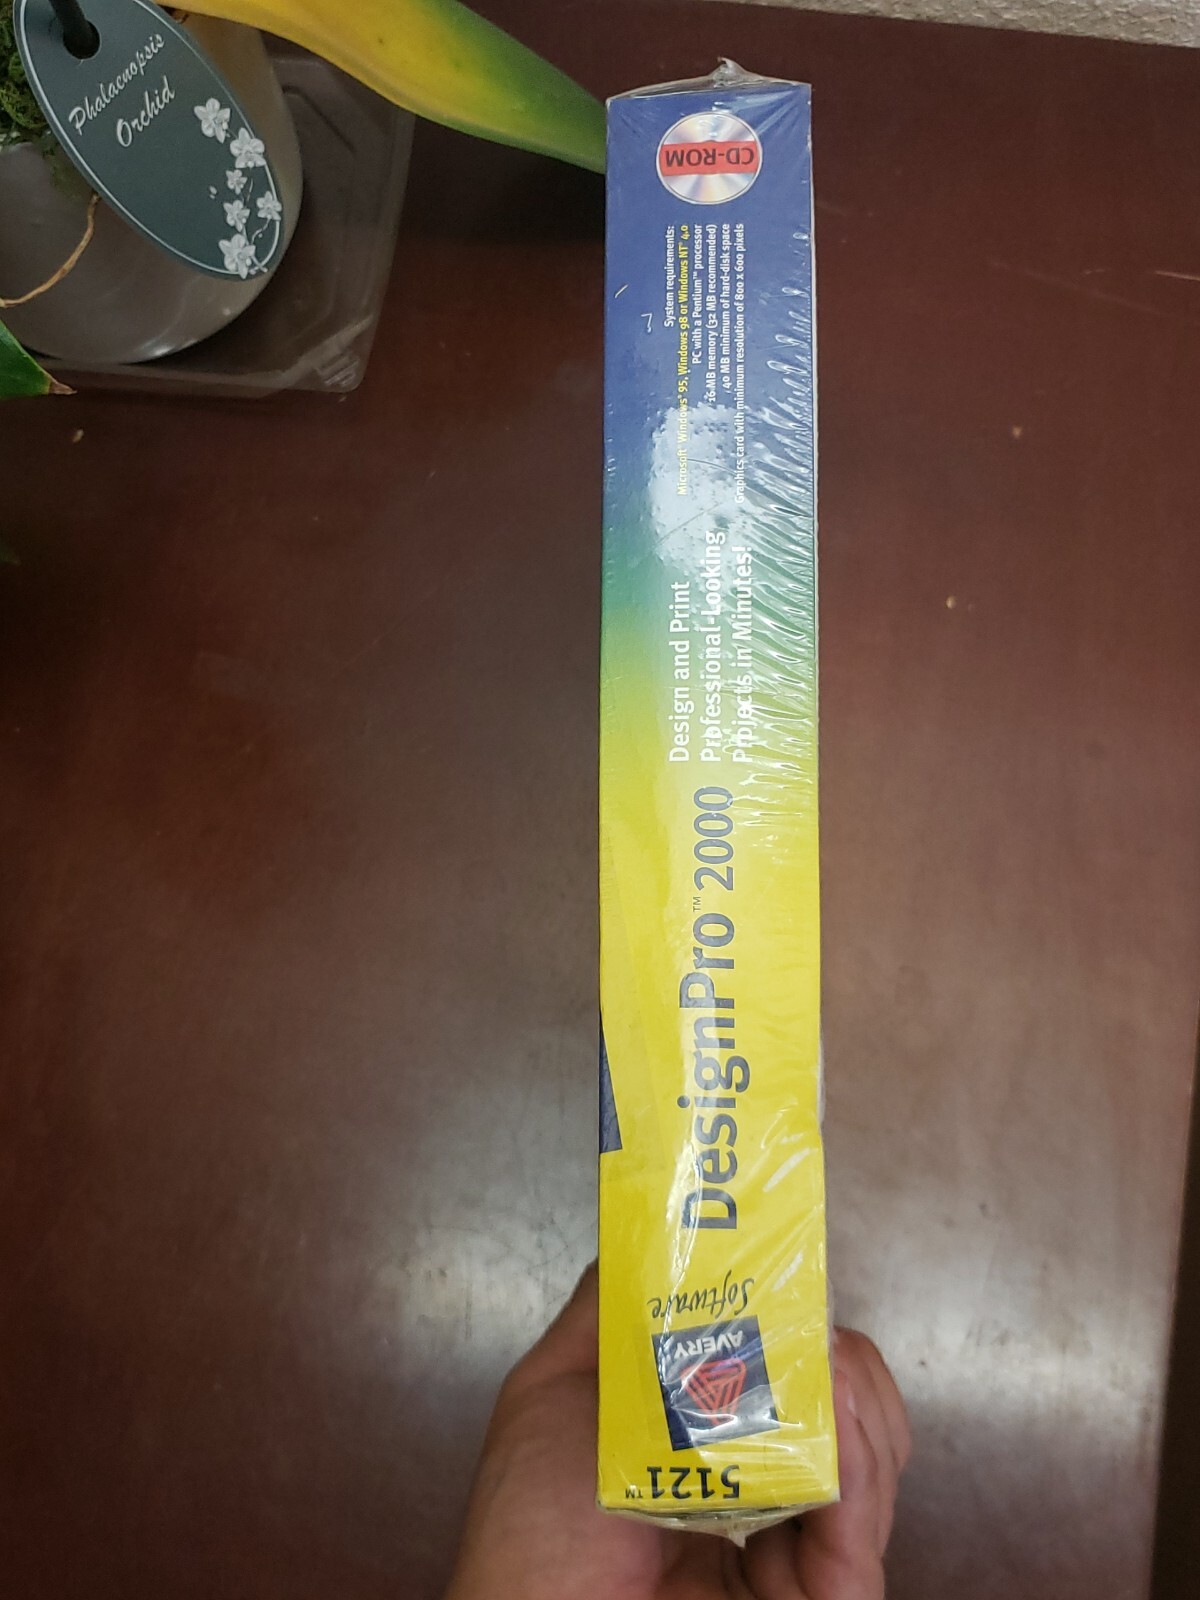 Phalaenopsis
Orchid
CD-ROM
System requirements:
Microsoft® Windows® 95, Windows 98 or Windows NT® 4.0
PC with a Pentium™ processor
16 MB memory (32 MB recommended)
40 MB minimum of hard-disk space
Graphics card with minimum resolution of 800 x 600 pixels
Design and Print
Professional-Looking
Projects in Minutes!
DesignPro™ 2000
Software
AVERY
5121™